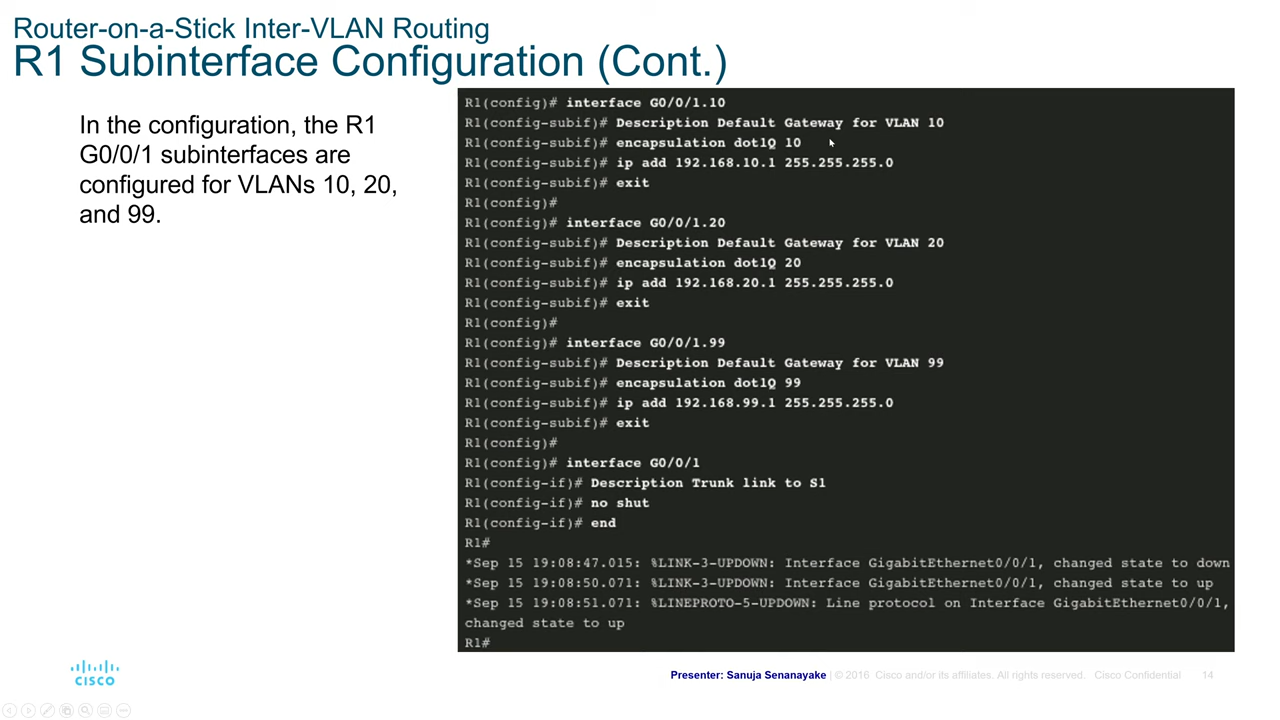 Router-on-a-Stick Inter-VLAN Routing
R1 Subinterface Configuration (Cont.)
In the configuration, the R1
G0/0/1 subinterfaces are
configured for VLANs 10, 20,
and 99.
R1(config)# interface G0/0/1.10
R1(config-subif)# Description Default Gateway for VLAN 10
R1(config-subif)# encapsulation dot1Q 10
R1(config-subif)# ip add 192.168.10.1 255.255.255.0
R1(config-subif)# exit
R1(config)#
R1(config)# interface G0/0/1.20
R1(config-subif)# Description Default Gateway for VLAN 20
R1(config-subif)# encapsulation dot1Q 20
R1(config-subif)# ip add 192.168.20.1 255.255.255.0
R1(config-subif)# exit
R1(config)#
R1(config)# interface G0/0/1.99
R1(config-subif)# Description Default Gateway for VLAN 99
R1(config-subif)# encapsulation dot1Q 99
R1(config-subif)# ip add 192.168.99.1 255.255.255.0
R1(config-subif)# exit
R1(config)#
R1(config)# interface G0/0/1
R1(config-if)# Description Trunk link to S1
R1(config-if)# no shut
R1(config-if)# end
R1#
*Sep 15 19:08:47.015: %LINK-3-UPDOWN: Interface GigabitEthernet0/0/1, changed state to down
*Sep 15 19:08:50.071: %LINK-3-UPDOWN: Interface GigabitEthernet0/0/1, changed state to up
*Sep 15 19:08:51.071: %LINEPROTO-5-UPDOWN: Line protocol on Interface GigabitEthernet0/0/1,
changed state to up
R1#
CISCO
Presenter: Sanuja Senanayake | © 2016 Cisco and/or its affiliates. All rights reserved. Cisco Confidential 14